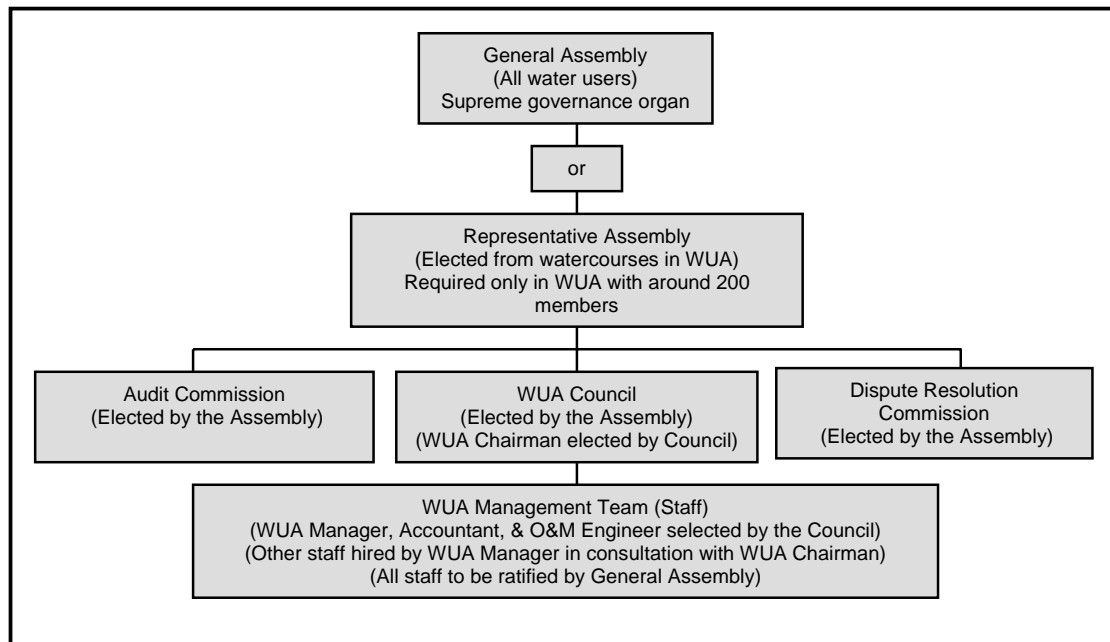 General Assembly
(All water users)
Supreme governance organ
or
Representative Assembly
(Elected from watercourses in WUA)
Required only in WUA with around 200
members
Audit Commission
(Elected by the Assembly)
WUA Council
(Elected by the Assembly)
(WUA Chairman elected by Council)
Dispute Resolution
Commission
(Elected by the Assembly)
WUA Management Team (Staff)
(WUA Manager, Accountant, & O&M Engineer selected by the Council)
(Other staff hired by WUA Manager in consultation with WUA Chairman)
(All staff to be ratified by General Assembly)